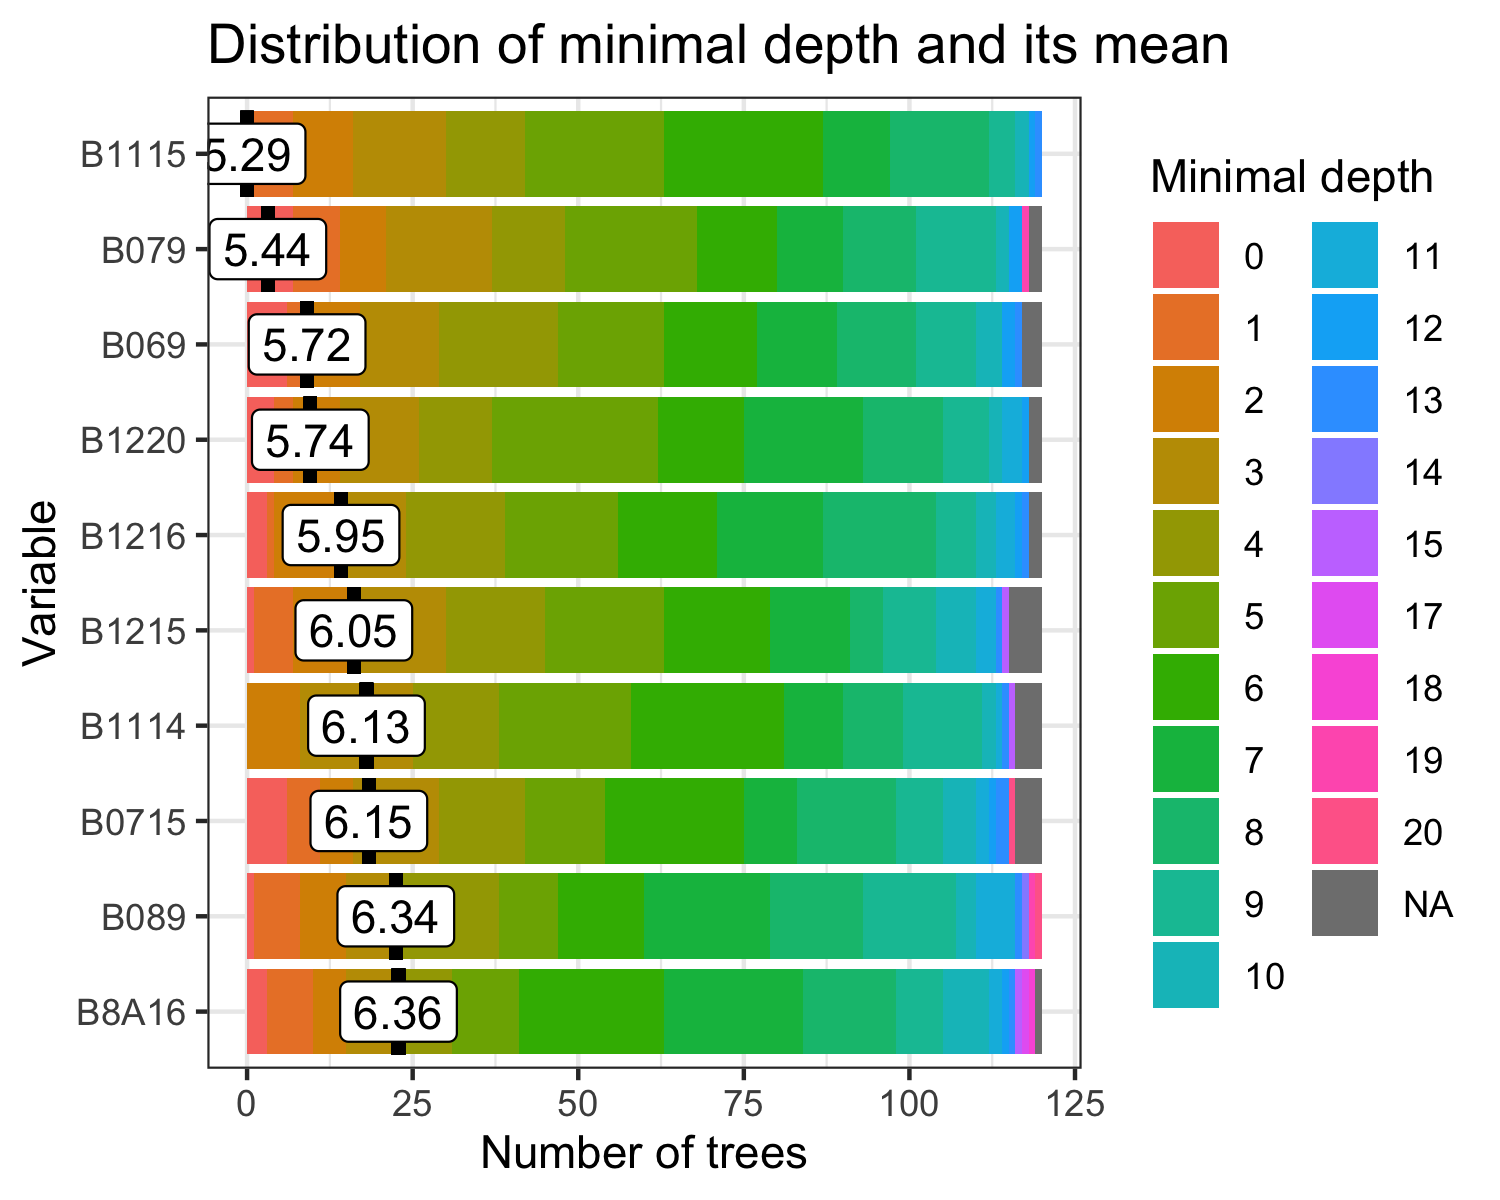 Distribution of minimal depth and its mean
Variable
B1115
5.29
B079
5.44
B069
5.72
B1220
5.74
B1216
5.95
B1215
6.05
B1114
6.13
B0715
6.15
B089
6.34
B8A16
6.36
0 25 50 75 100 125
Number of trees
Minimal depth
0
1
2
3
4
5
6
7
8
9
10
11
12
13
14
15
17
18
19
20
NA